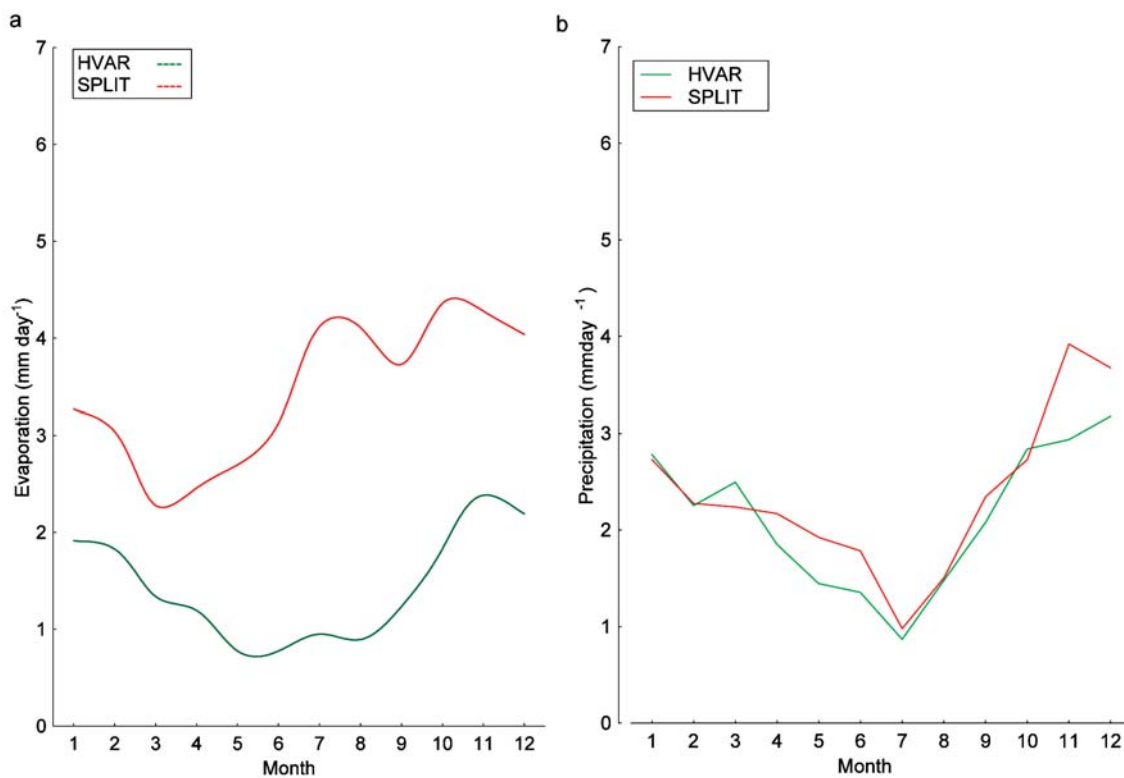 a
HVAR
SPLIT
7
6
5
4
3
2
1
0
Evaporation (mm day-1)
1 2 3 4 5 6 7 8 9 10 11 12
Month
b
HVAR
SPLIT
7
6
5
4
3
2
1
0
Precipitation (mmday -1 )
1 2 3 4 5 6 7 8 9 10 11 12
Month